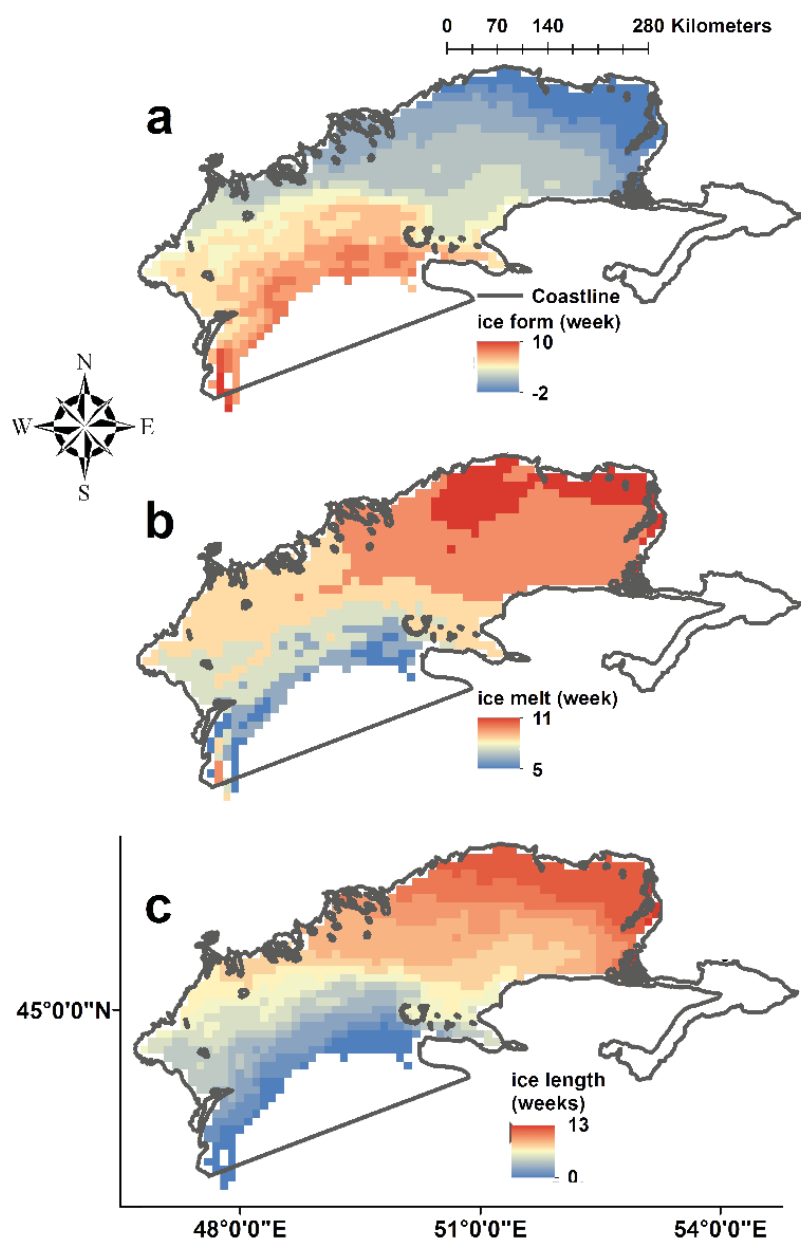 0 70 140 280 Kilometers
a
Coastline
ice form (week)
10
-2
N
W E
S
b
ice melt (week)
11
5
c
45°0'0"N
ice length
(weeks)
13
0
48°0'0"E 51°0'0"E 54°0'0"E